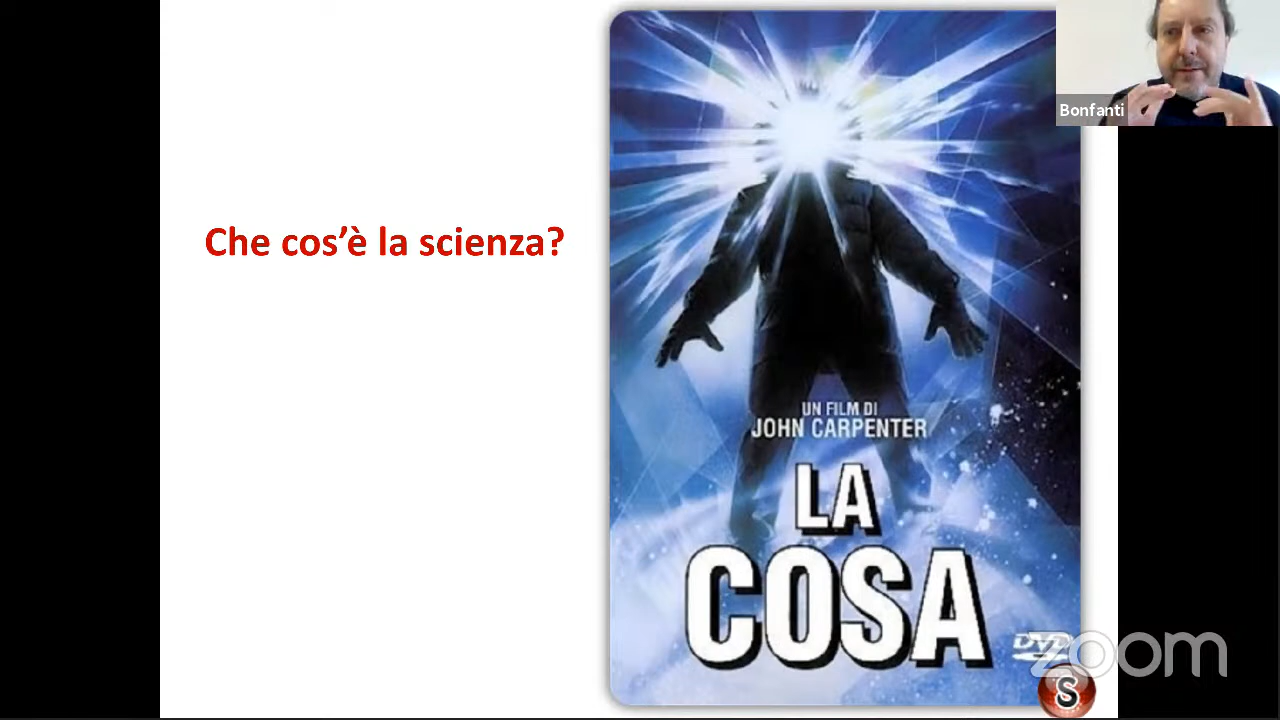 Che cos’è la scienza?
Bonfanti
UN FILM DI
JOHN CARPENTER
LA
COSA
DVD
zoom
S